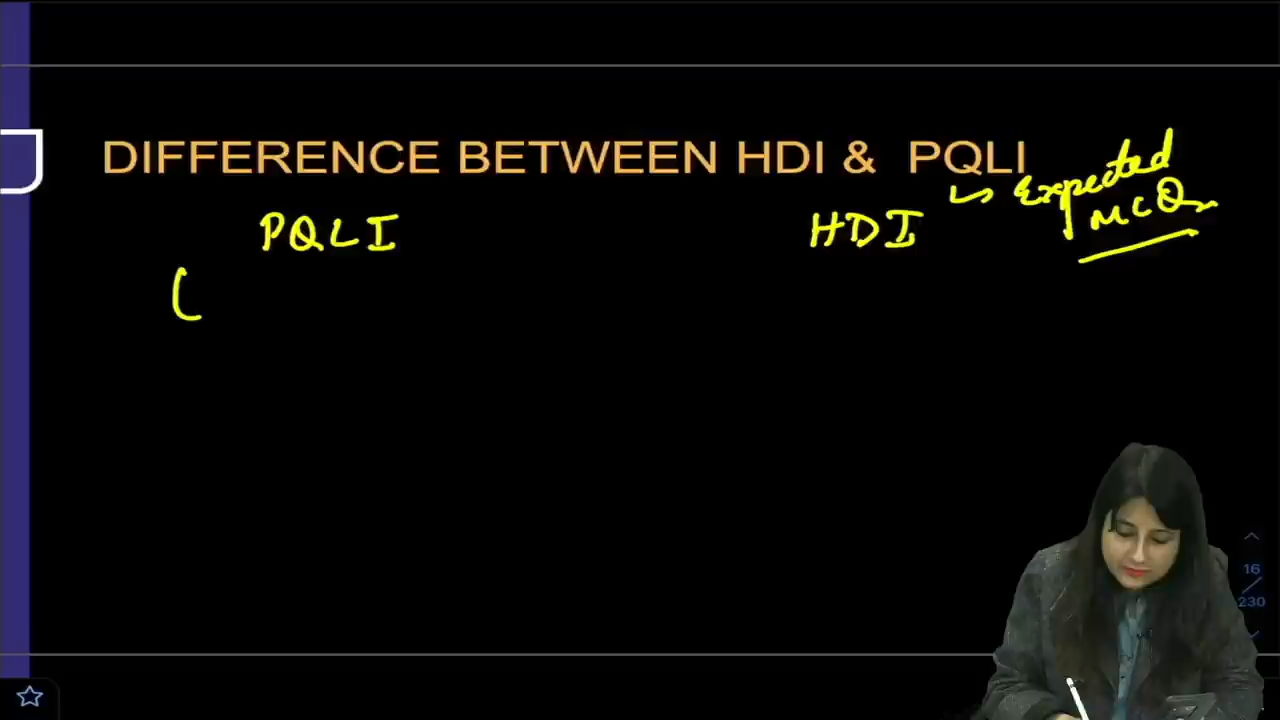 DIFFERENCE BETWEEN HDI & PQLI
↳ Expected
MCQ
PQLI HDI
(
16
230